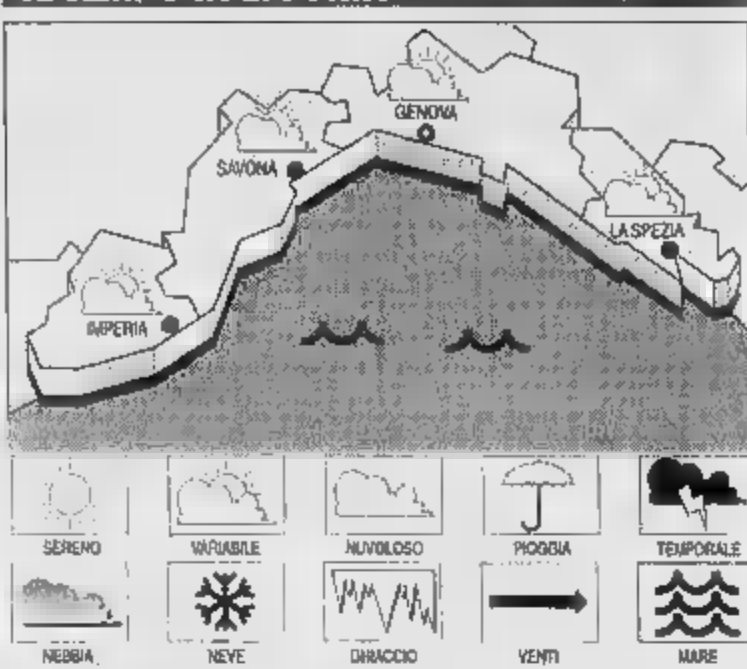 GENOVA
SAVONA
LA SPEZIA
IMPERIA
SERENO VARIABILE NUVOLOSO PIOGGIA TEMPORALE
NEBBIA NEVE GHIACCIO VENTI MARE